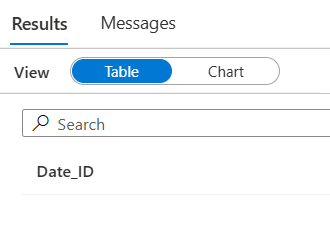 Results Messages
View Table Chart
Search
Date_ID